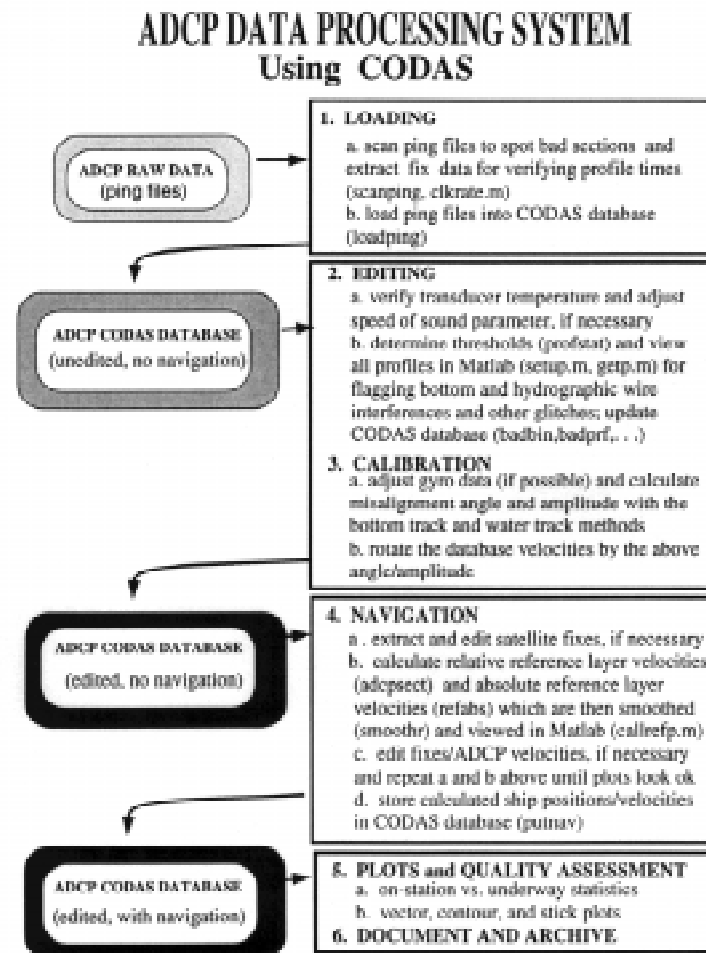 ADCP DATA PROCESSING SYSTEM
Using CODAS
ADCP RAW DATA
(ping files)
1. LOADING
a. scan ping files to spot bad sections and
extract fix data for verifying profile times
(scanping, clkrate.m)
b. load ping files into CODAS database
(loadping)
ADCP CODAS DATABASE
(unedited, no navigation)
2. EDITING
a. verify transducer temperature and adjust
speed of sound parameter, if necessary
b. determine thresholds (profstat) and view
all profiles in Matlab (setup.m, getp.m) for
flagging bottom and hydrographic wire
interferences and other glitches; update
CODAS database (badbin,badprf,. . .)
3. CALIBRATION
a. adjust gyro data (if possible) and calculate
misalignment angle and amplitude with the
bottom track and water track methods
b. rotate the database velocities by the above
angle/amplitude
ADCP CODAS DATABASE
(edited, no navigation)
4. NAVIGATION
a . extract and edit satellite fixes, if necessary
b. calculate relative reference layer velocities
(adcpsect) and absolute reference layer
velocities (refabs) which are then smoothed
(smoothr) and viewed in Matlab (callrefp.m)
c. edit fixes/ADCP velocities, if necessary
and repeat a and b above until plots look ok
d. store calculated ship positions/velocities
in CODAS database (putnav)
ADCP CODAS DATABASE
(edited, with navigation)
5. PLOTS and QUALITY ASSESSMENT
a. on-station vs. underway statistics
b. vector, contour, and stick plots
6. DOCUMENT AND ARCHIVE